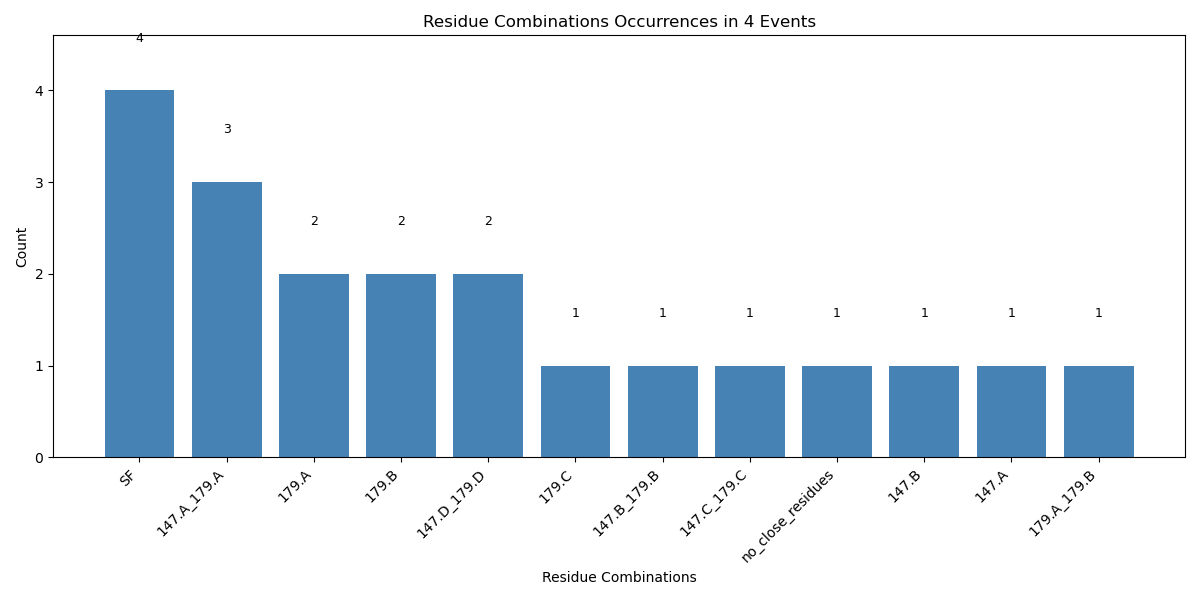 Residue Combinations Occurrences in 4 Events
4
3
2
2
2
1
1
1
1
1
1
1
Count
4
3
2
1
0
SF
147.A_179.A
179.A
179.B
147.D_179.D
179.C
147.B_179.B
147.C_179.C
no_close_residues
147.B
147.A
179.A_179.B
Residue Combinations